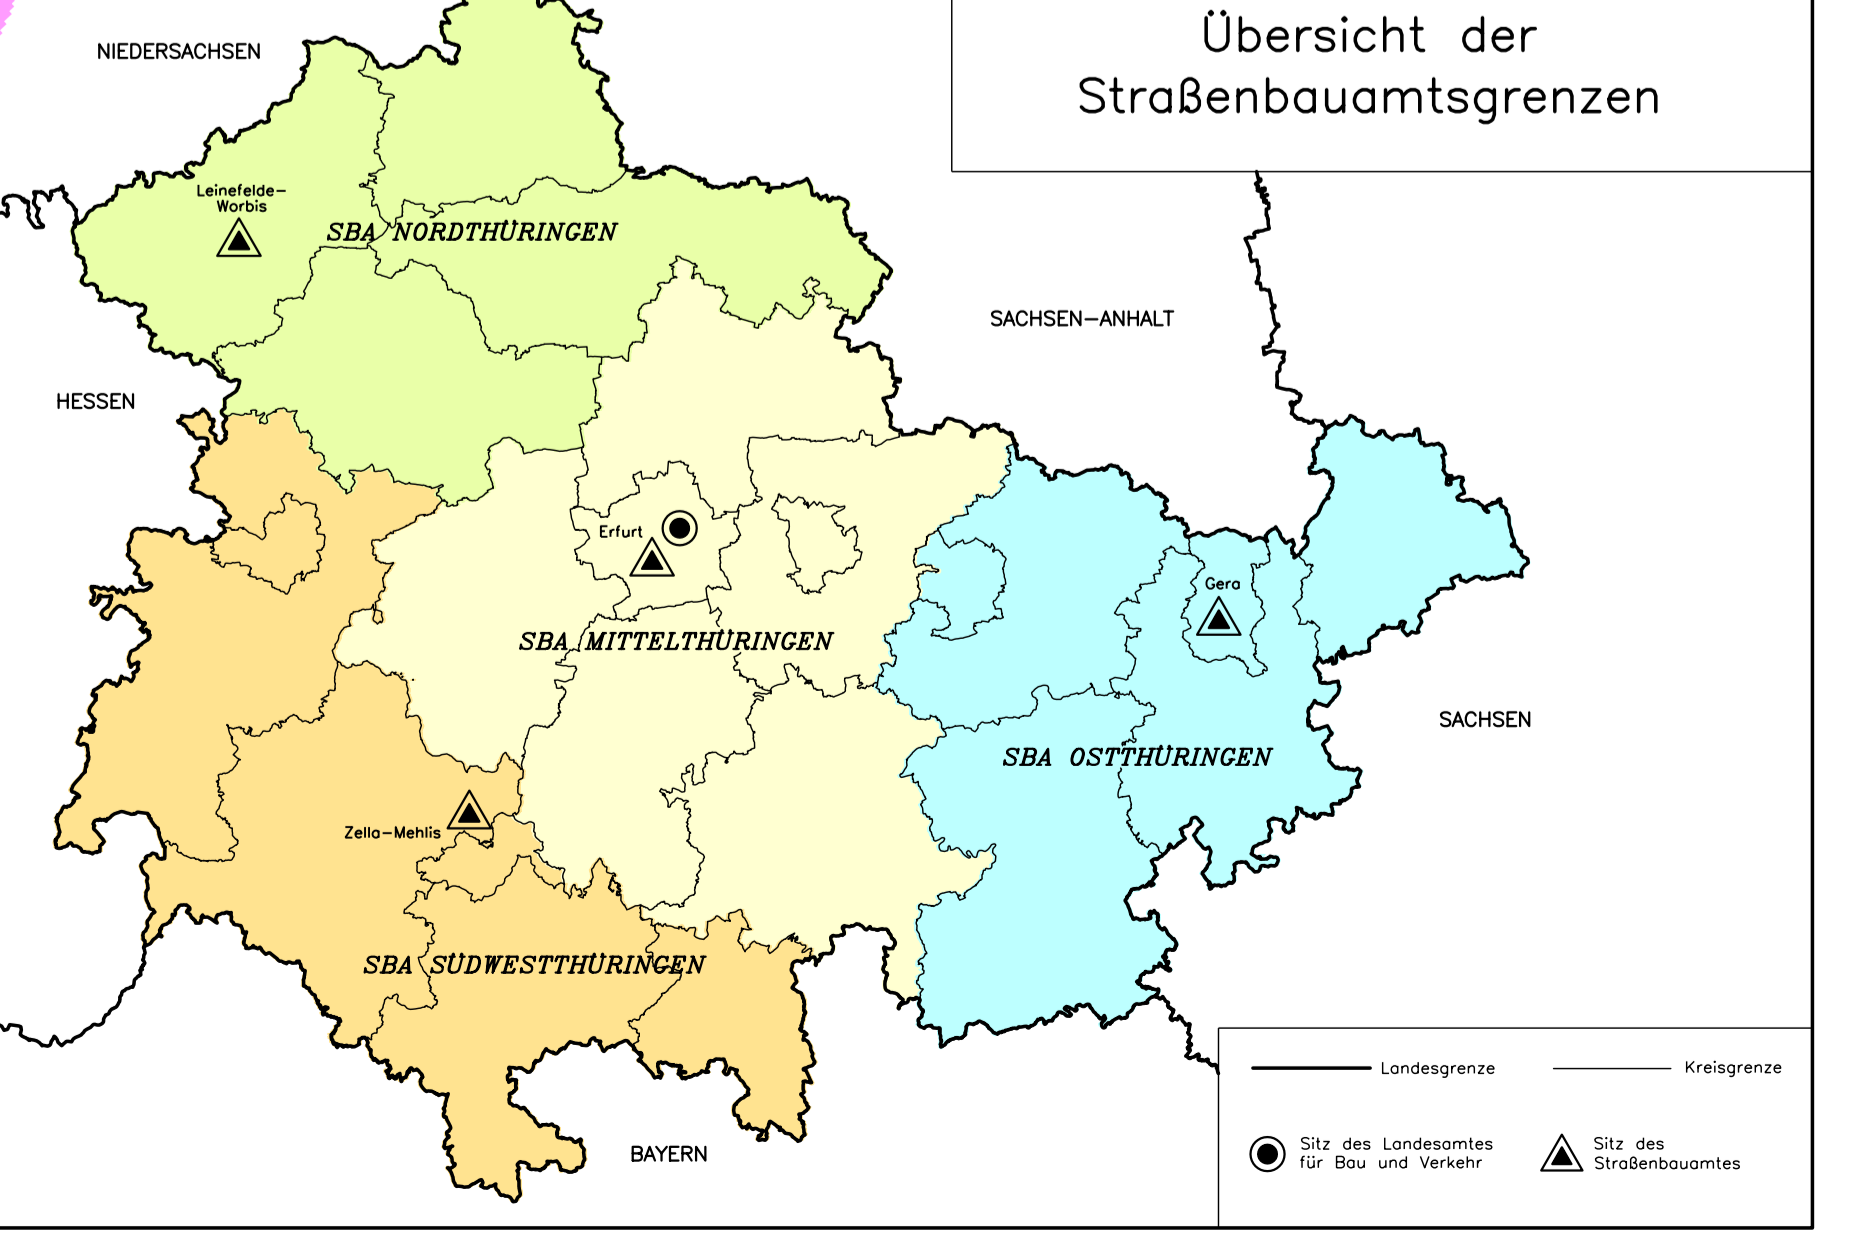 Übersicht der
Straßenbauamtsgrenzen
NIEDERSACHSEN
Leinefelde-
Worbis
SBA NORDTHÜRINGEN
SACHSEN-ANHALT
HESSEN
Erfurt
Gera
SBA MITTELTHÜRINGEN
SACHSEN
SBA OSTTHÜRINGEN
Zella-Mehlis
SBA SÜDWESTTHÜRINGEN
BAYERN
Landesgrenze
Kreisgrenze
Sitz des Landesamtes
für Bau und Verkehr
Sitz des
Straßenbauamtes